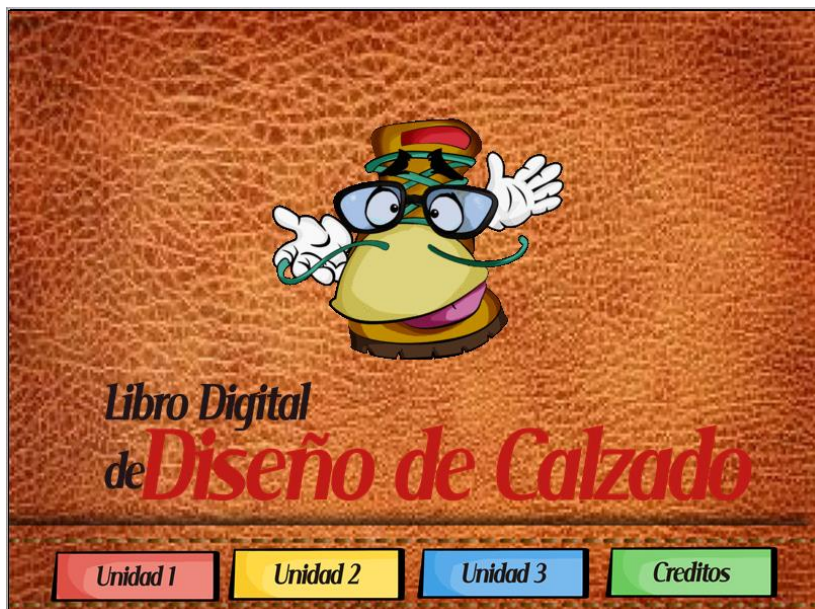 Libro Digital
de Diseño de Calzado
Unidad 1
Unidad 2
Unidad 3
Creditos